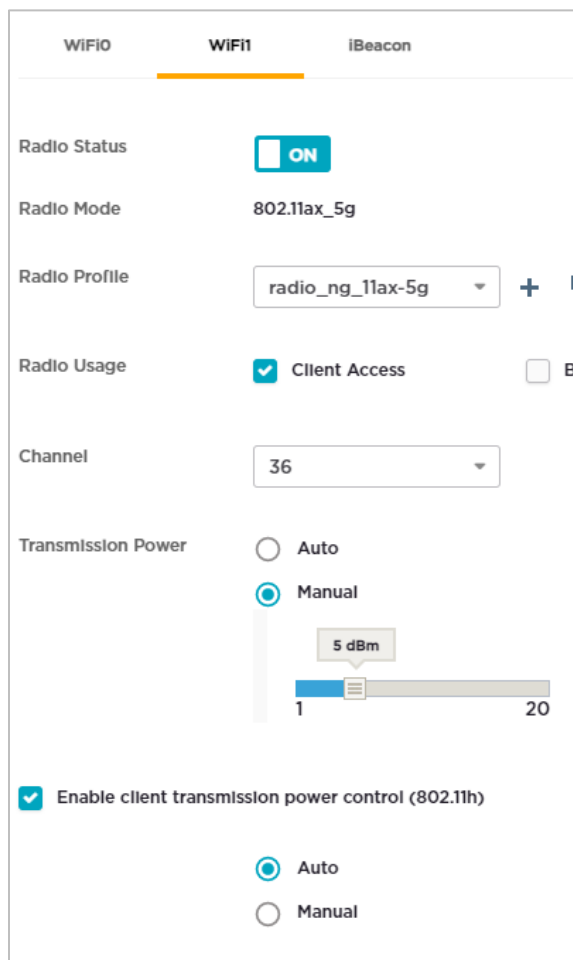 WiFi0 WiFi1 iBeacon
Radio Status ON
Radio Mode 802.11ax_5g
Radio Profile radio_ng_11ax-5g +
Radio Usage Client Access
Channel 36
Transmission Power Auto
Manual
5 dBm
1 20
Enable client transmission power control (802.11h)
Auto
Manual